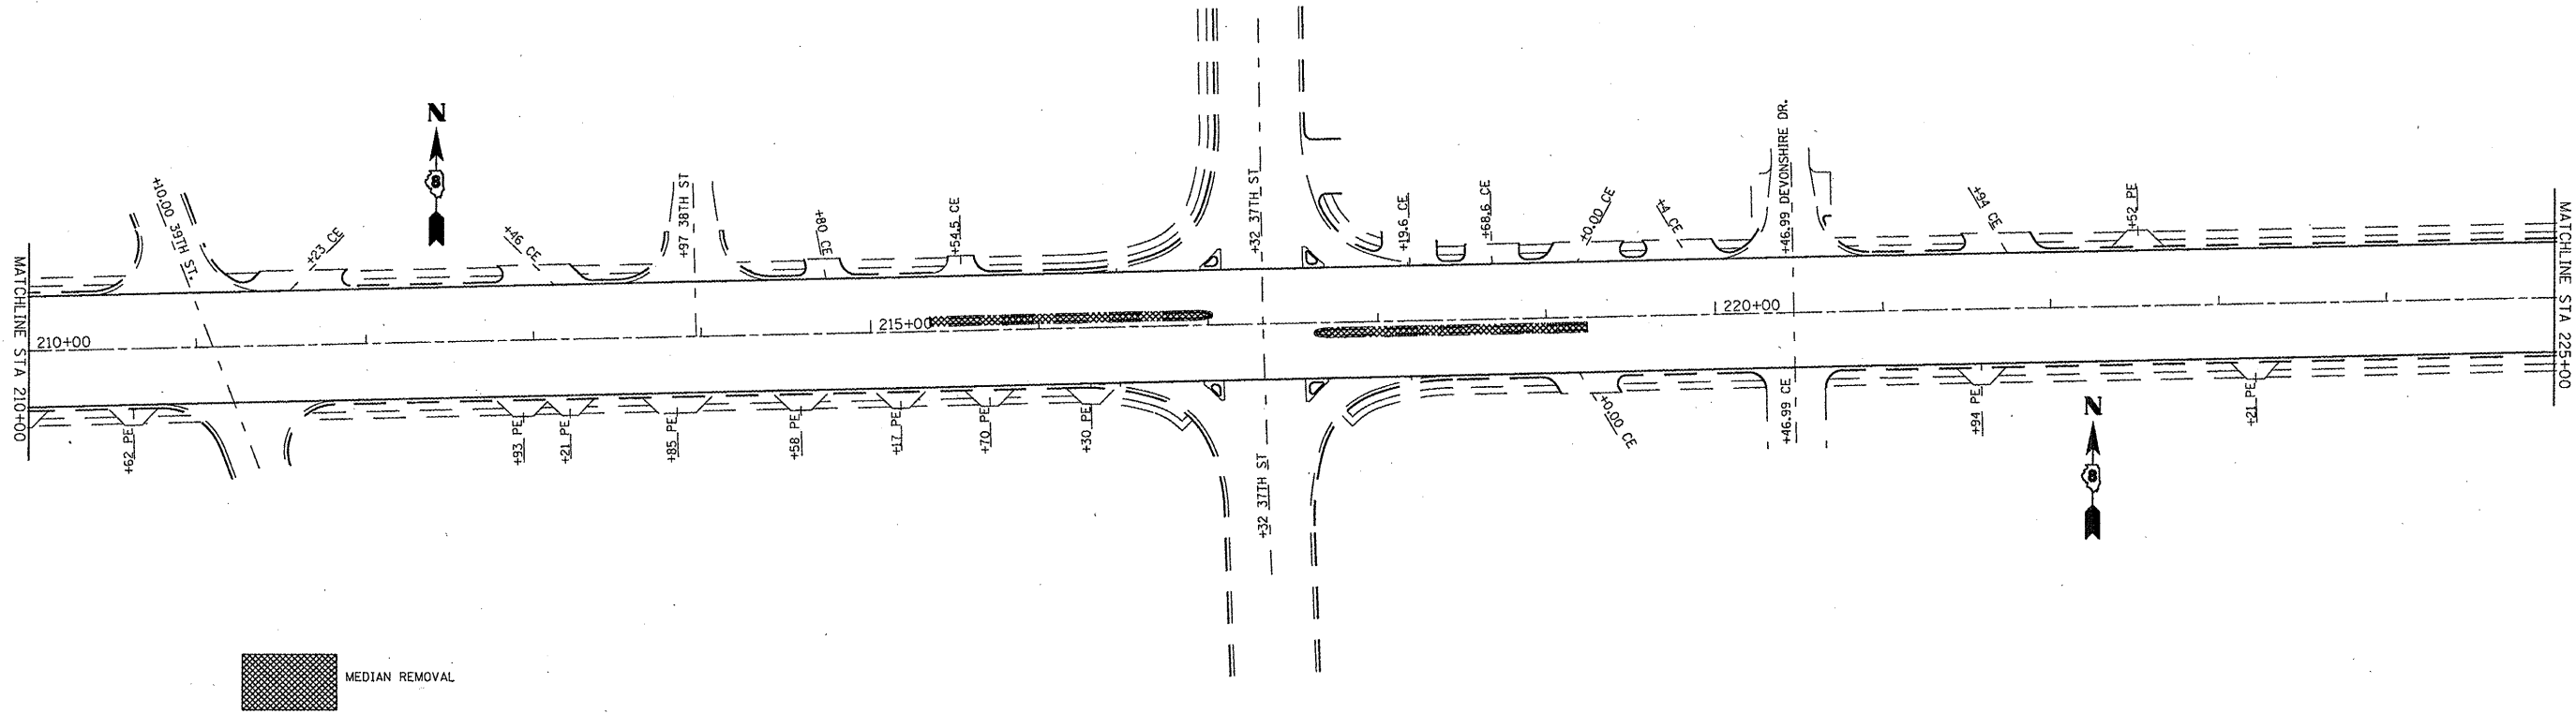 N
+10.00 39TH ST.
+23 CE
+46 CE
+97 38TH ST
+80 CE
+54.5 CE
+32 37TH ST
+19.6 CE
+68.6 CE
+0.00 CE
+4 CE
+46.99 DEVONSHIRE DR.
+94 CE
+52 PE
MATCHLINE STA 210+00
210+00
215+00
220+00
MATCHLINE STA 225+00
8
+62 PE
+93 PE
+21 PE
+85 PE
+58 PE
+17 PE
+70 PE
+30 PE
+32 37TH ST
+0.00 CE
+46.99 CE
+94 PE
+21 PE
N
8
MEDIAN REMOVAL